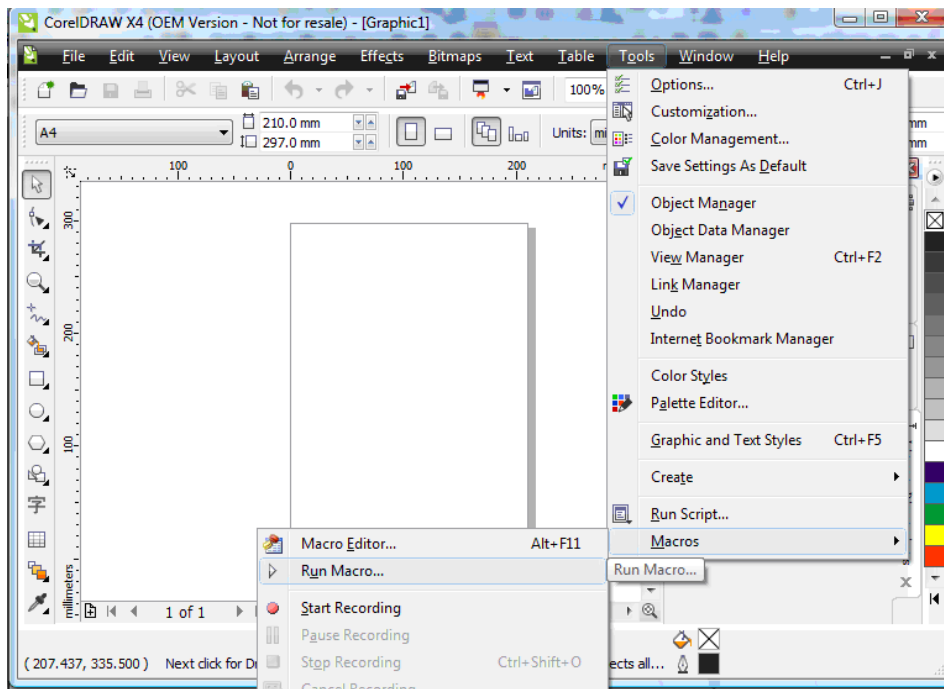 CorelDRAW X4 (OEM Version - Not for resale) - [Graphic1]
File Edit View Layout Arrange Effects Bitmaps Text Table Tools Window Help
100%
A4
210.0 mm
297.0 mm
Units:
100 0 100 200
300
200
100
millimeters
字
Options... Ctrl+J
Customization...
Color Management...
Save Settings As Default
Object Manager
Object Data Manager
View Manager Ctrl+F2
Link Manager
Undo
Internet Bookmark Manager
Color Styles
Palette Editor...
Graphic and Text Styles Ctrl+F5
Create
Run Script...
Macros
Run Macro...
Macro Editor... Alt+F11
Run Macro...
Start Recording
Pause Recording
Stop Recording Ctrl+Shift+O
Cancel Recording
1 of 1
( 207.437, 335.500 ) Next click for